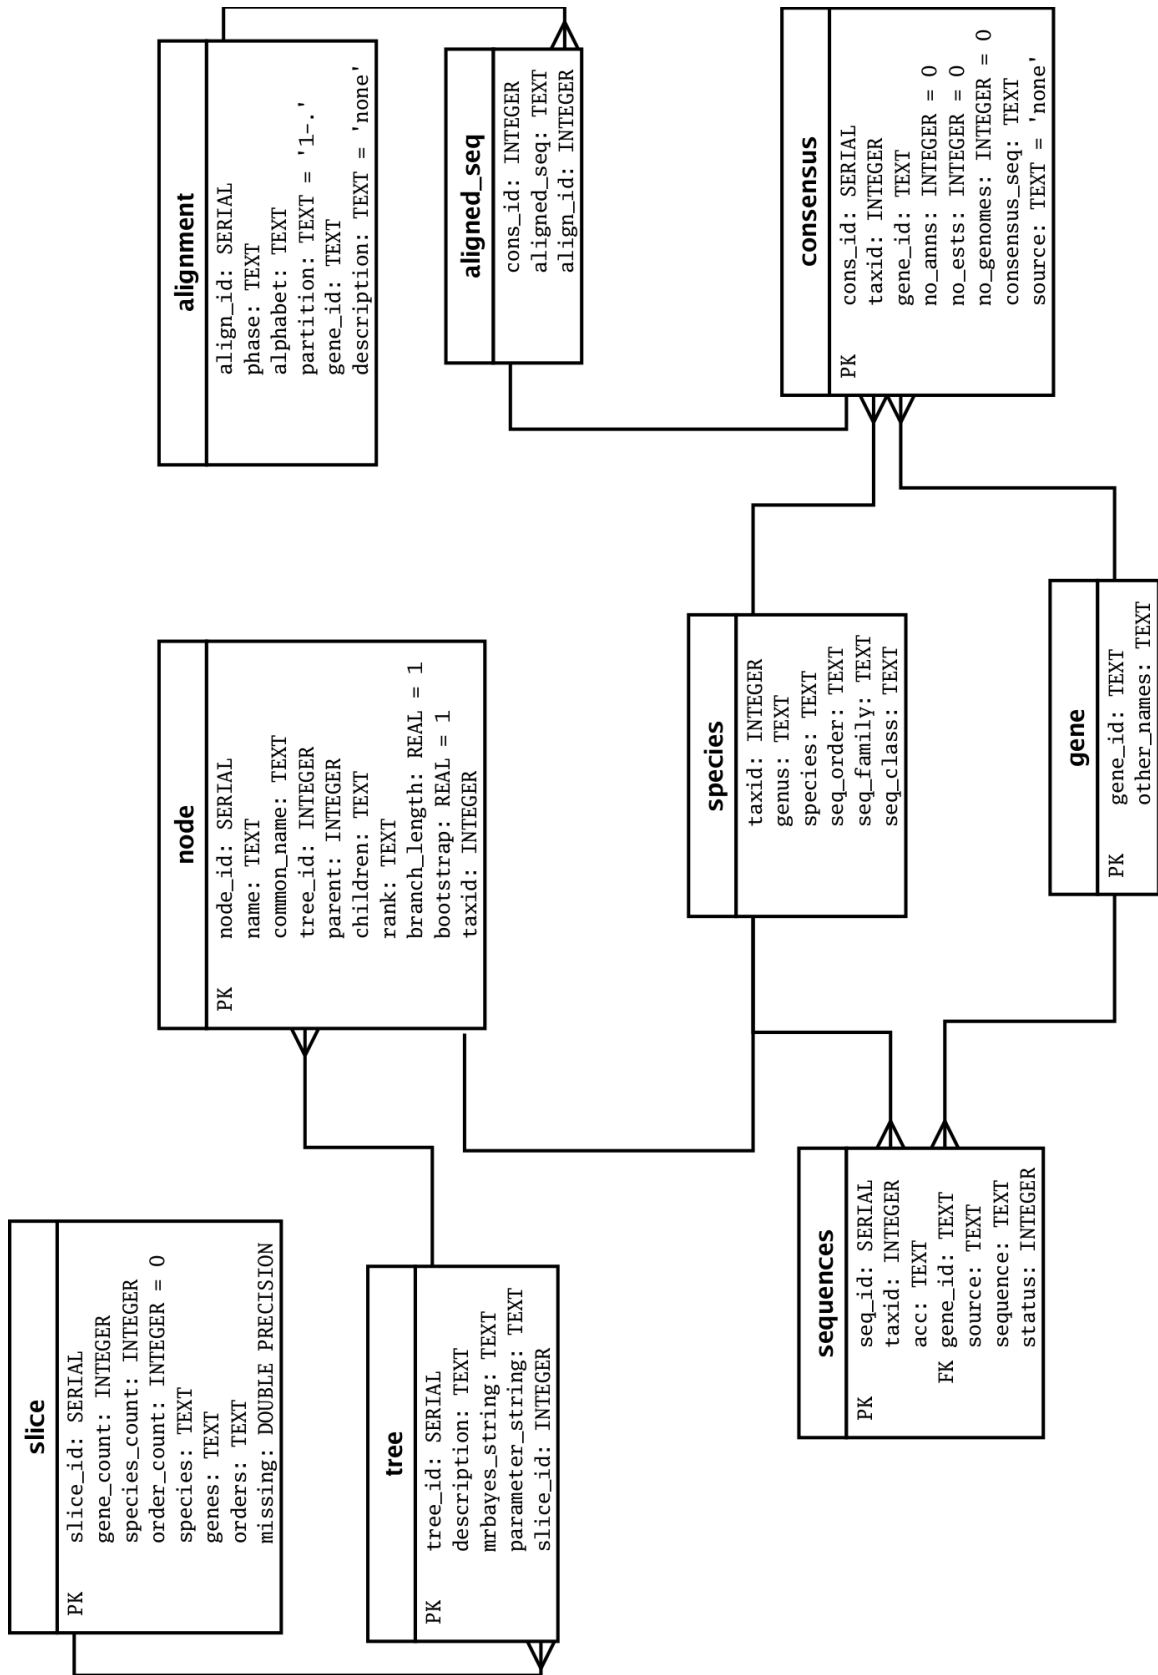 slice
PK slice_id: SERIAL
gene_count: INTEGER
species_count: INTEGER
order_count: INTEGER = 0
species: TEXT
genes: TEXT
orders: TEXT
missing: DOUBLE PRECISION
node
PK node_id: SERIAL
name: TEXT
common_name: TEXT
tree_id: INTEGER
parent: INTEGER
children: TEXT
rank: TEXT
branch_length: REAL = 1
bootstrap: REAL = 1
taxid: INTEGER
alignment
align_id: SERIAL
phase: TEXT
alphabet: TEXT
partition: TEXT = '1-.'
gene_id: TEXT
description: TEXT = 'none'
tree
PK tree_id: SERIAL
description: TEXT
mrbayes_string: TEXT
parameter_string: TEXT
slice_id: INTEGER
aligned_seq
cons_id: INTEGER
aligned_seq: TEXT
align_id: INTEGER
species
taxid: INTEGER
genus: TEXT
species: TEXT
seq_order: TEXT
seq_family: TEXT
seq_class: TEXT
consensus
PK cons_id: SERIAL
taxid: INTEGER
gene_id: TEXT
no_anns: INTEGER = 0
no_ests: INTEGER = 0
no_genomes: INTEGER = 0
consensus_seq: TEXT
source: TEXT = 'none'
sequences
PK seq_id: SERIAL
taxid: INTEGER
acc: TEXT
FK gene_id: TEXT
source: TEXT
sequence: TEXT
status: INTEGER
gene
PK gene_id: TEXT
other_names: TEXT